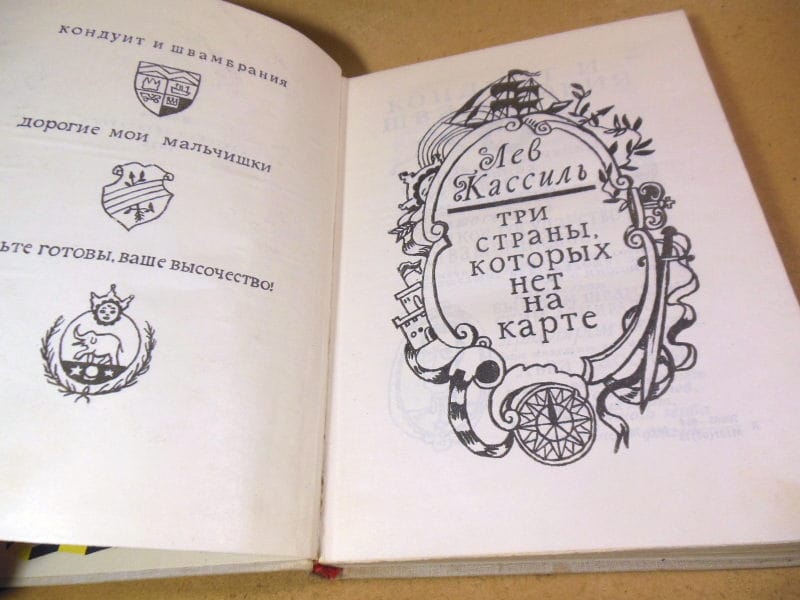 КОНДУИТ И ШВАМБРАНИЯ
ДОРОГИЕ МОИ МАЛЬЧИШКИ
ьте готовы, ваше высочество!
Лев
Кассиль
ТРИ
СТРАНЫ,
КОТОРЫХ
НЕТ
НА
КАРТЕ